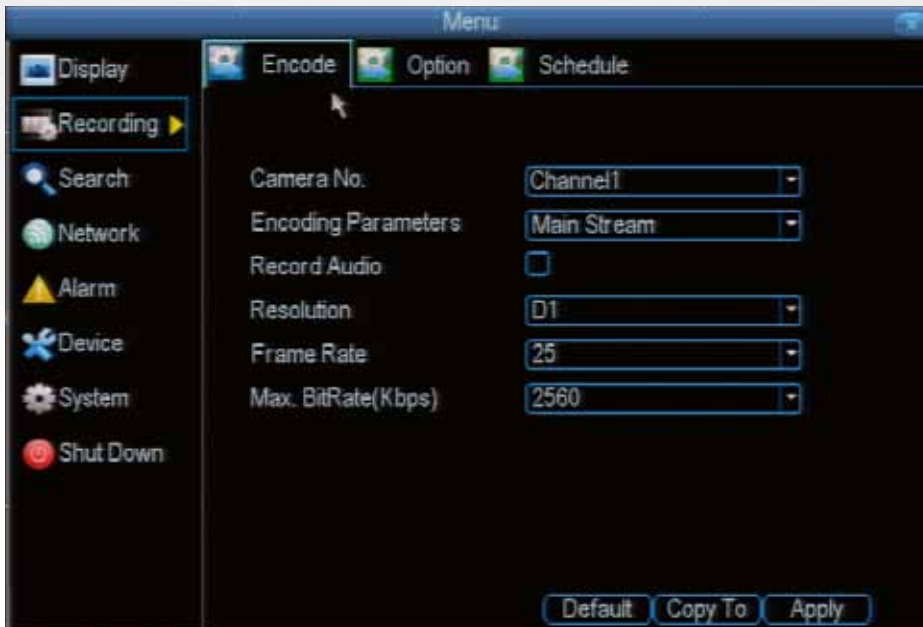 Menu
Display
Recording
Search
Network
Alarm
Device
System
Shut Down
Encode Option Schedule
Camera No. Channel1
Encoding Parameters Main Stream
Record Audio
Resolution D1
Frame Rate 25
Max. BitRate(Kbps) 2560
Default Copy To Apply